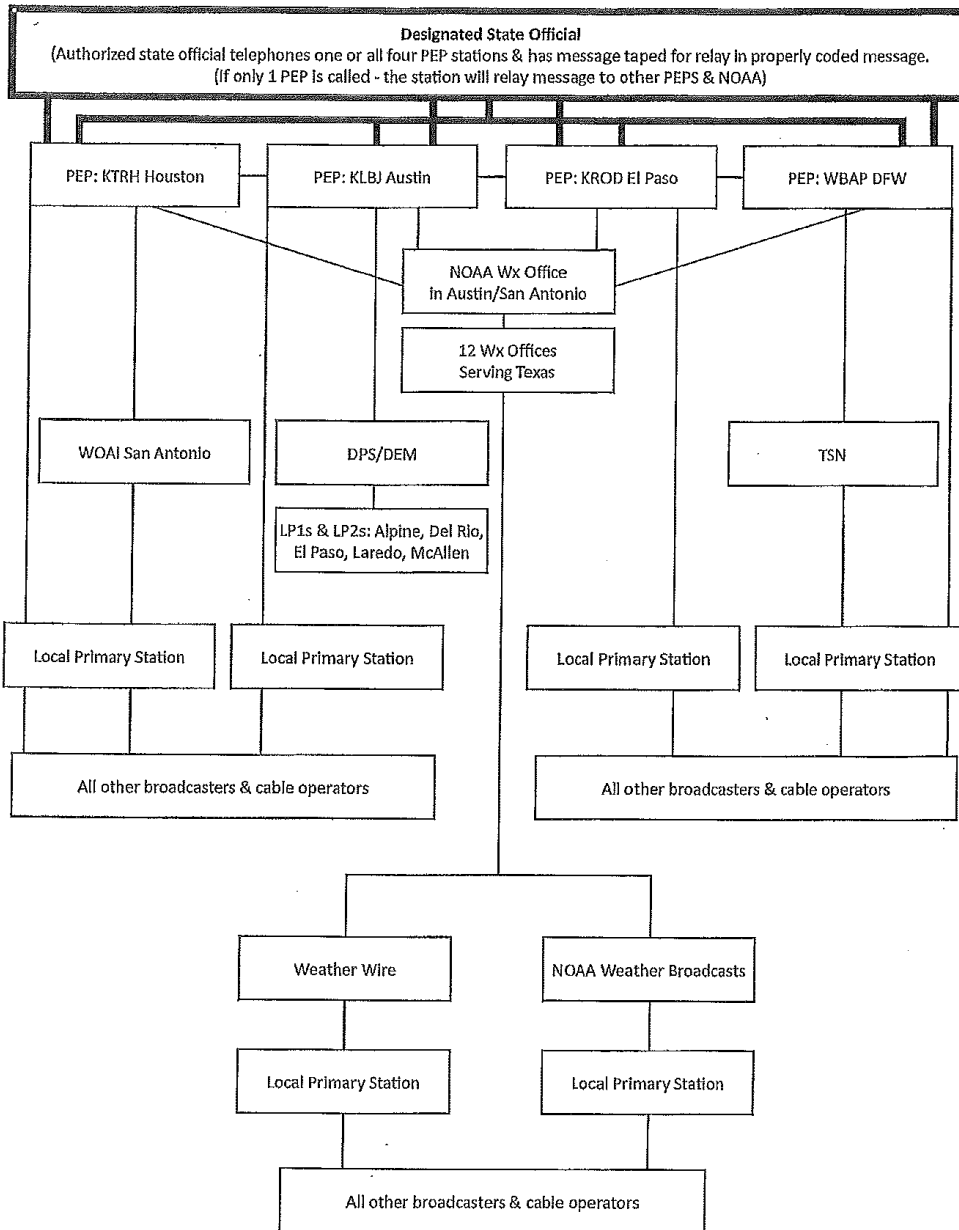 Designated State Official
(Authorized state official telephones one or all four PEP stations & has message taped for relay in properly coded message.
(If only 1 PEP is called - the station will relay message to other PEPS & NOAA)
PEP: KTRH Houston
PEP: KLBJ Austin
PEP: KROD El Paso
PEP: WBAP DFW
NOAA Wx Office
in Austin/San Antonio
12 Wx Offices
Serving Texas
WOAI San Antonio
DPS/DEM
TSN
LP1s & LP2s: Alpine, Del Rio,
El Paso, Laredo, McAllen
Local Primary Station
Local Primary Station
Local Primary Station
Local Primary Station
All other broadcasters & cable operators
All other broadcasters & cable operators
Weather Wire
NOAA Weather Broadcasts
Local Primary Station
Local Primary Station
All other broadcasters & cable operators